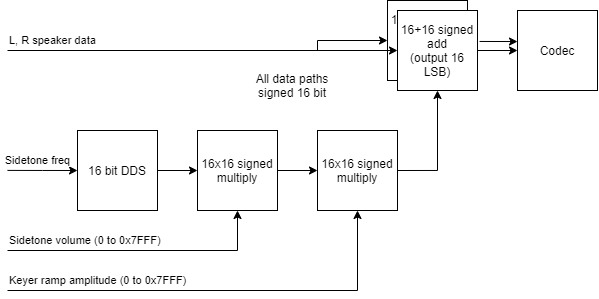 L, R speaker data
1
16+16 signed
add
(output 16
LSB)
Codec
All data paths
signed 16 bit
Sidetone freq
16 bit DDS
16x16 signed
multiply
16x16 signed
multiply
Sidetone volume (0 to 0x7FFF)
Keyer ramp amplitude (0 to 0x7FFF)